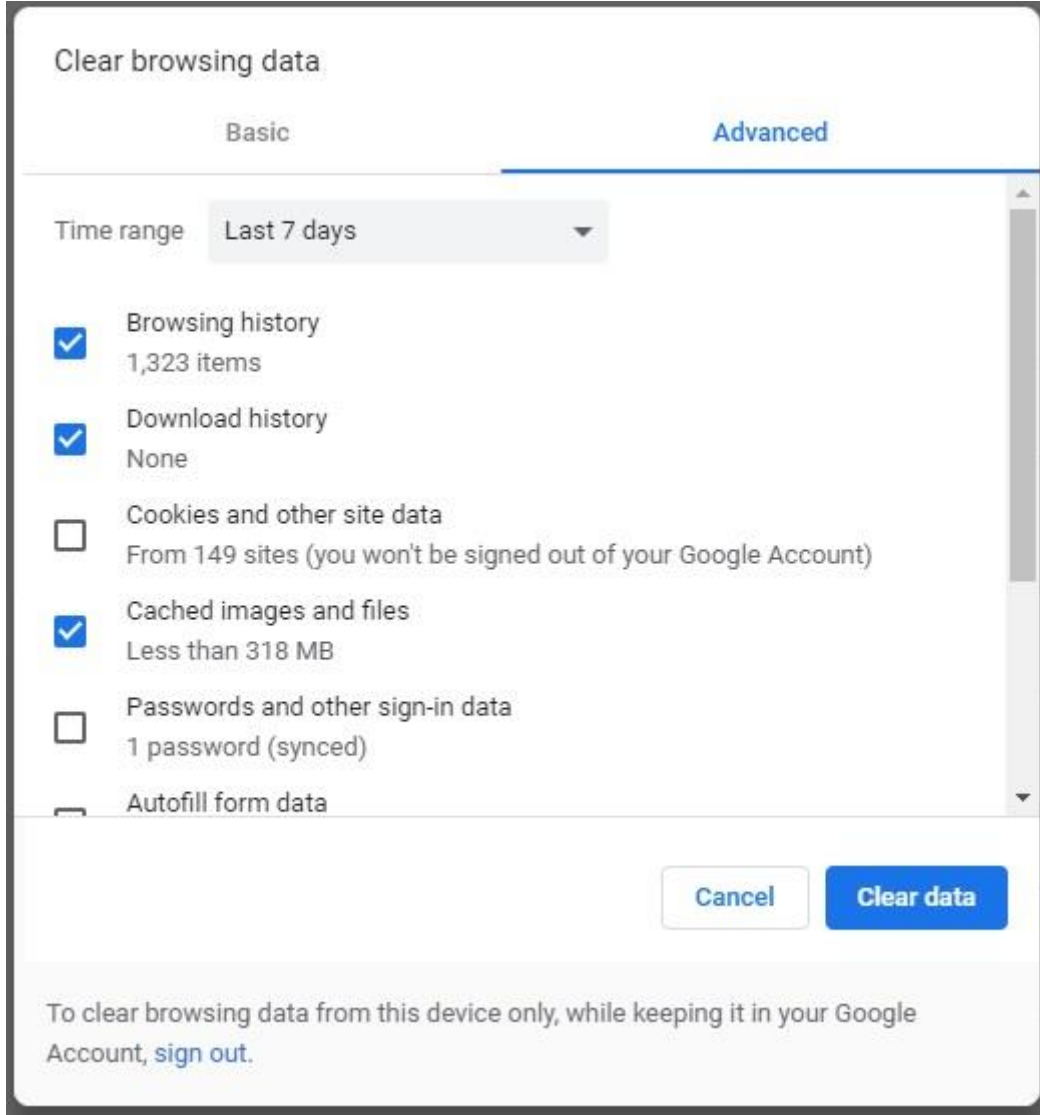 Clear browsing data
Basic
Advanced
Time range
Last 7 days
Browsing history
1,323 items
Download history
None
Cookies and other site data
From 149 sites (you won't be signed out of your Google Account)
Cached images and files
Less than 318 MB
Passwords and other sign-in data
1 password (synced)
Autofill form data
Cancel
Clear data
To clear browsing data from this device only, while keeping it in your Google
Account, sign out.